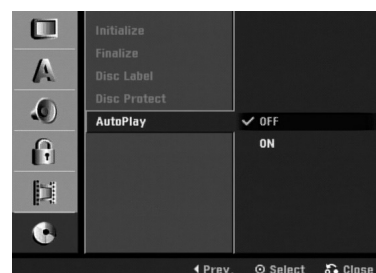 Initialize
Finalize
Disc Label
Disc Protect
AutoPlay
✓ OFF
ON
Prev. Select Close